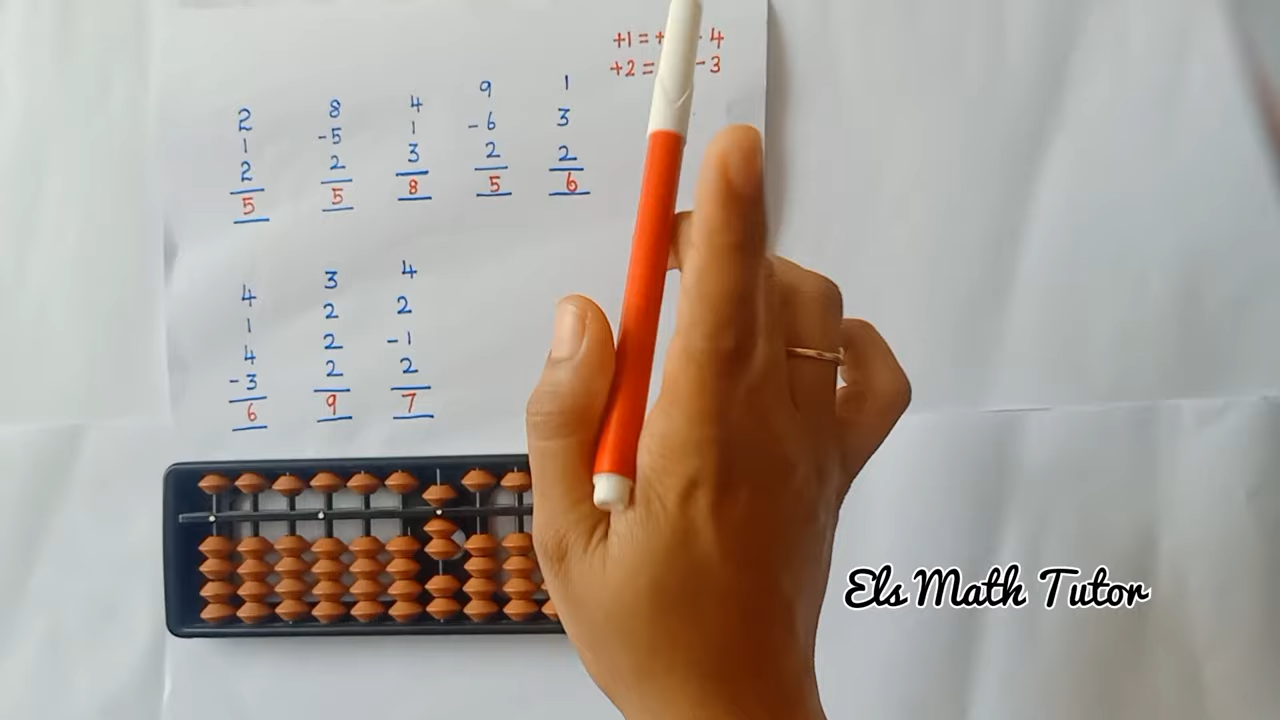 +1 = + - 4
+2 = - 3
2 8 4 9 1
1 -5 1 -6 3
2 2 3 2 2
5 5 8 5 6
4 3 4
1 2 2
4 2 -1
-3 2 2
6 9 7
Els Math Tutor